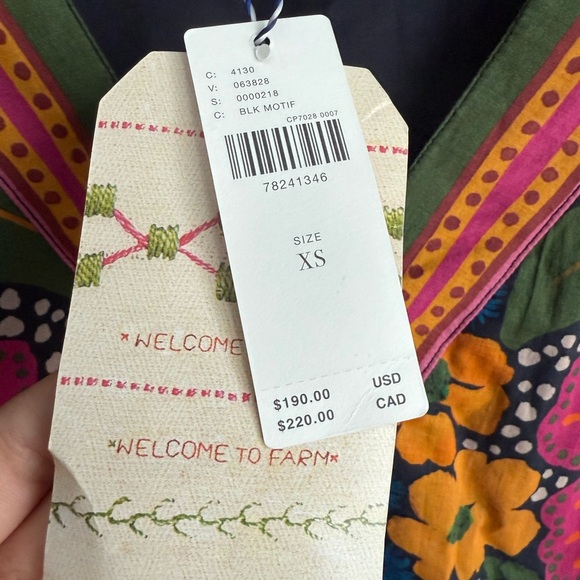 C: 4130
V: 063828
S: 0000218
C: BLK MOTIF
CP7028 0007
78241346
SIZE
XS
$190.00 USD
$220.00 CAD
*WELCOME
*WELCOME TO FARM*